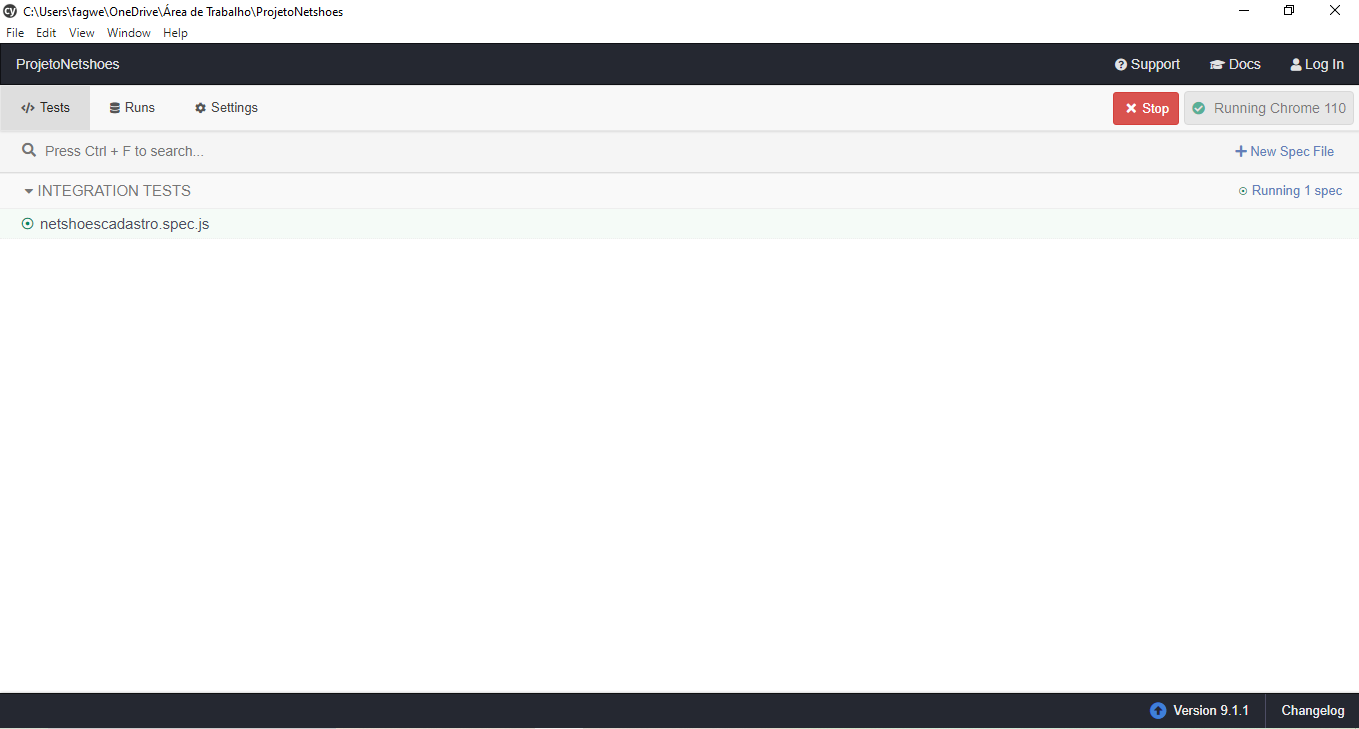 cy C:\Users\fagwe\OneDrive\Área de Trabalho\ProjetoNetshoes
File Edit View Window Help
ProjetoNetshoes Support Docs Log In
Tests Runs Settings Stop Running Chrome 110
Press Ctrl + F to search... New Spec File
INTEGRATION TESTS Running 1 spec
netshoescadastro.spec.js
Version 9.1.1 Changelog